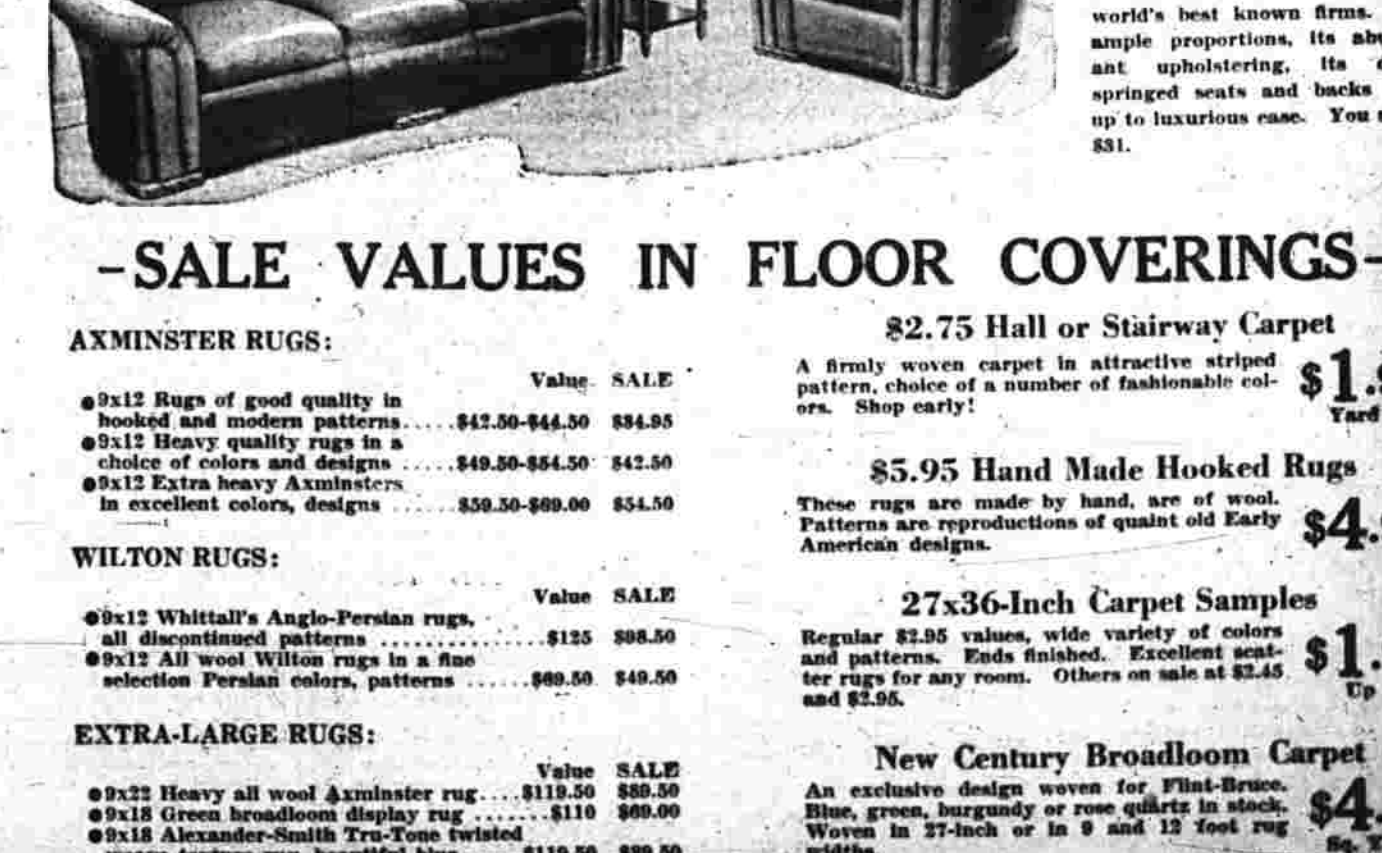 world's best known firms.
ample proportions, its
ant upholstering, its
springed seats and backs
up to luxurious ease. You
$31.
-SALE VALUES IN FLOOR COVERINGS-
AXMINSTER RUGS:
Value SALE
●9x12 Rugs of good quality in
hooked and modern patterns.....$42.50-$44.50 $34.95
●9x12 Heavy quality rugs in a
choice of colors and designs .....$49.50-$54.50 $42.50
●9x12 Extra heavy Axminsters
in excellent colors, designs ......$59.50-$69.00 $54.50
WILTON RUGS:
Value SALE
●9x12 Whittall's Anglo-Persian rugs,
all discontinued patterns ...............$125 $98.50
●9x12 All wool Wilton rugs in a fine
selection Persian colors, patterns ......$69.50 $49.50
EXTRA-LARGE RUGS:
Value SALE
●9x22 Heavy all wool Axminster rug....$119.50 $89.50
●9x18 Green broadloom display rug .......$110 $69.00
●9x18 Alexander-Smith Tru-Tone twisted
$119.50 $89.50
$2.75 Hall or Stairway Carpet
A firmly woven carpet in attractive striped
pattern, choice of a number of fashionable col-
ors. Shop early!
$1.
Yard
$5.95 Hand Made Hooked Rugs
These rugs are made by hand, are of wool.
Patterns are reproductions of quaint old Early
American designs.
$4.
27x36-Inch Carpet Samples
Regular $2.95 values, wide variety of colors
and patterns. Ends finished. Excellent scat-
ter rugs for any room. Others on sale at $2.45
and $2.95.
$1.
Up
New Century Broadloom Carpet
An exclusive design woven for Flint-Bruce.
Blue, green, burgundy or rose quartz in stock.
Woven in 27-inch or in 9 and 12 foot rug
widths.
$4.
Sq.